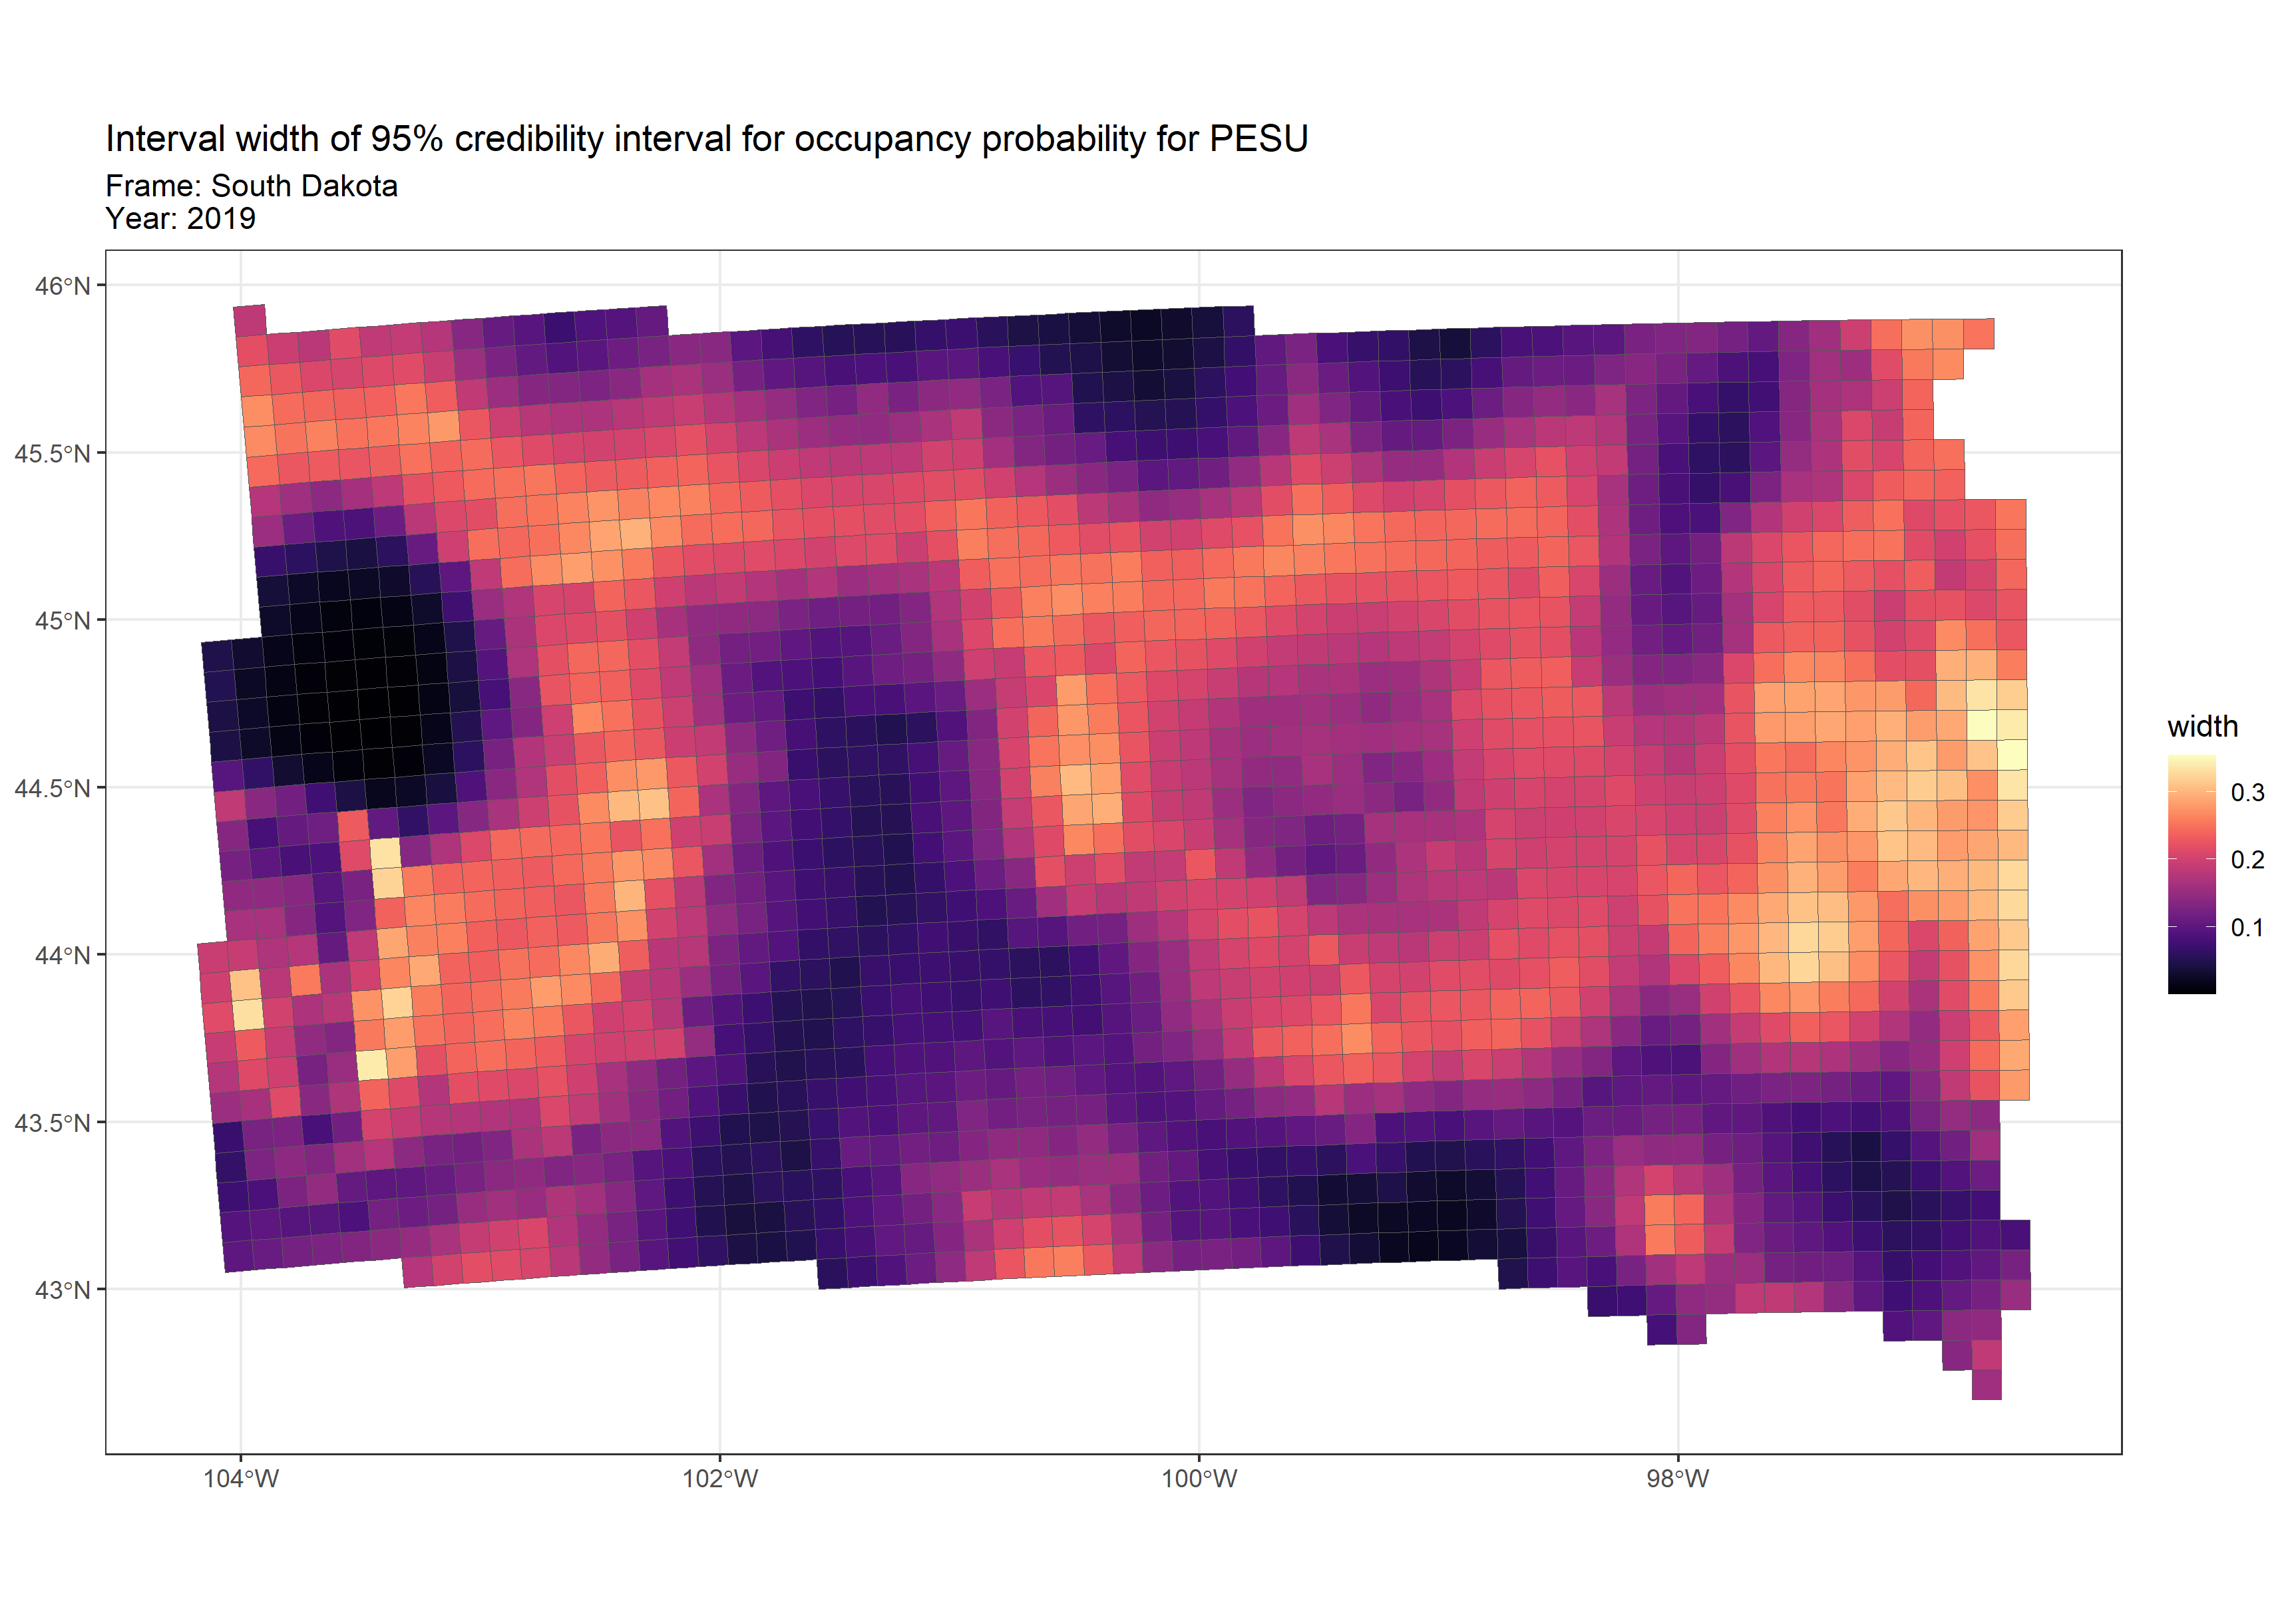 Interval width of 95% credibility interval for occupancy probability for PESU
Frame: South Dakota
Year: 2019
46°N
45.5°N
45°N
44.5°N
44°N
43.5°N
43°N
104°W
102°W
100°W
98°W
width
0.3
0.2
0.1